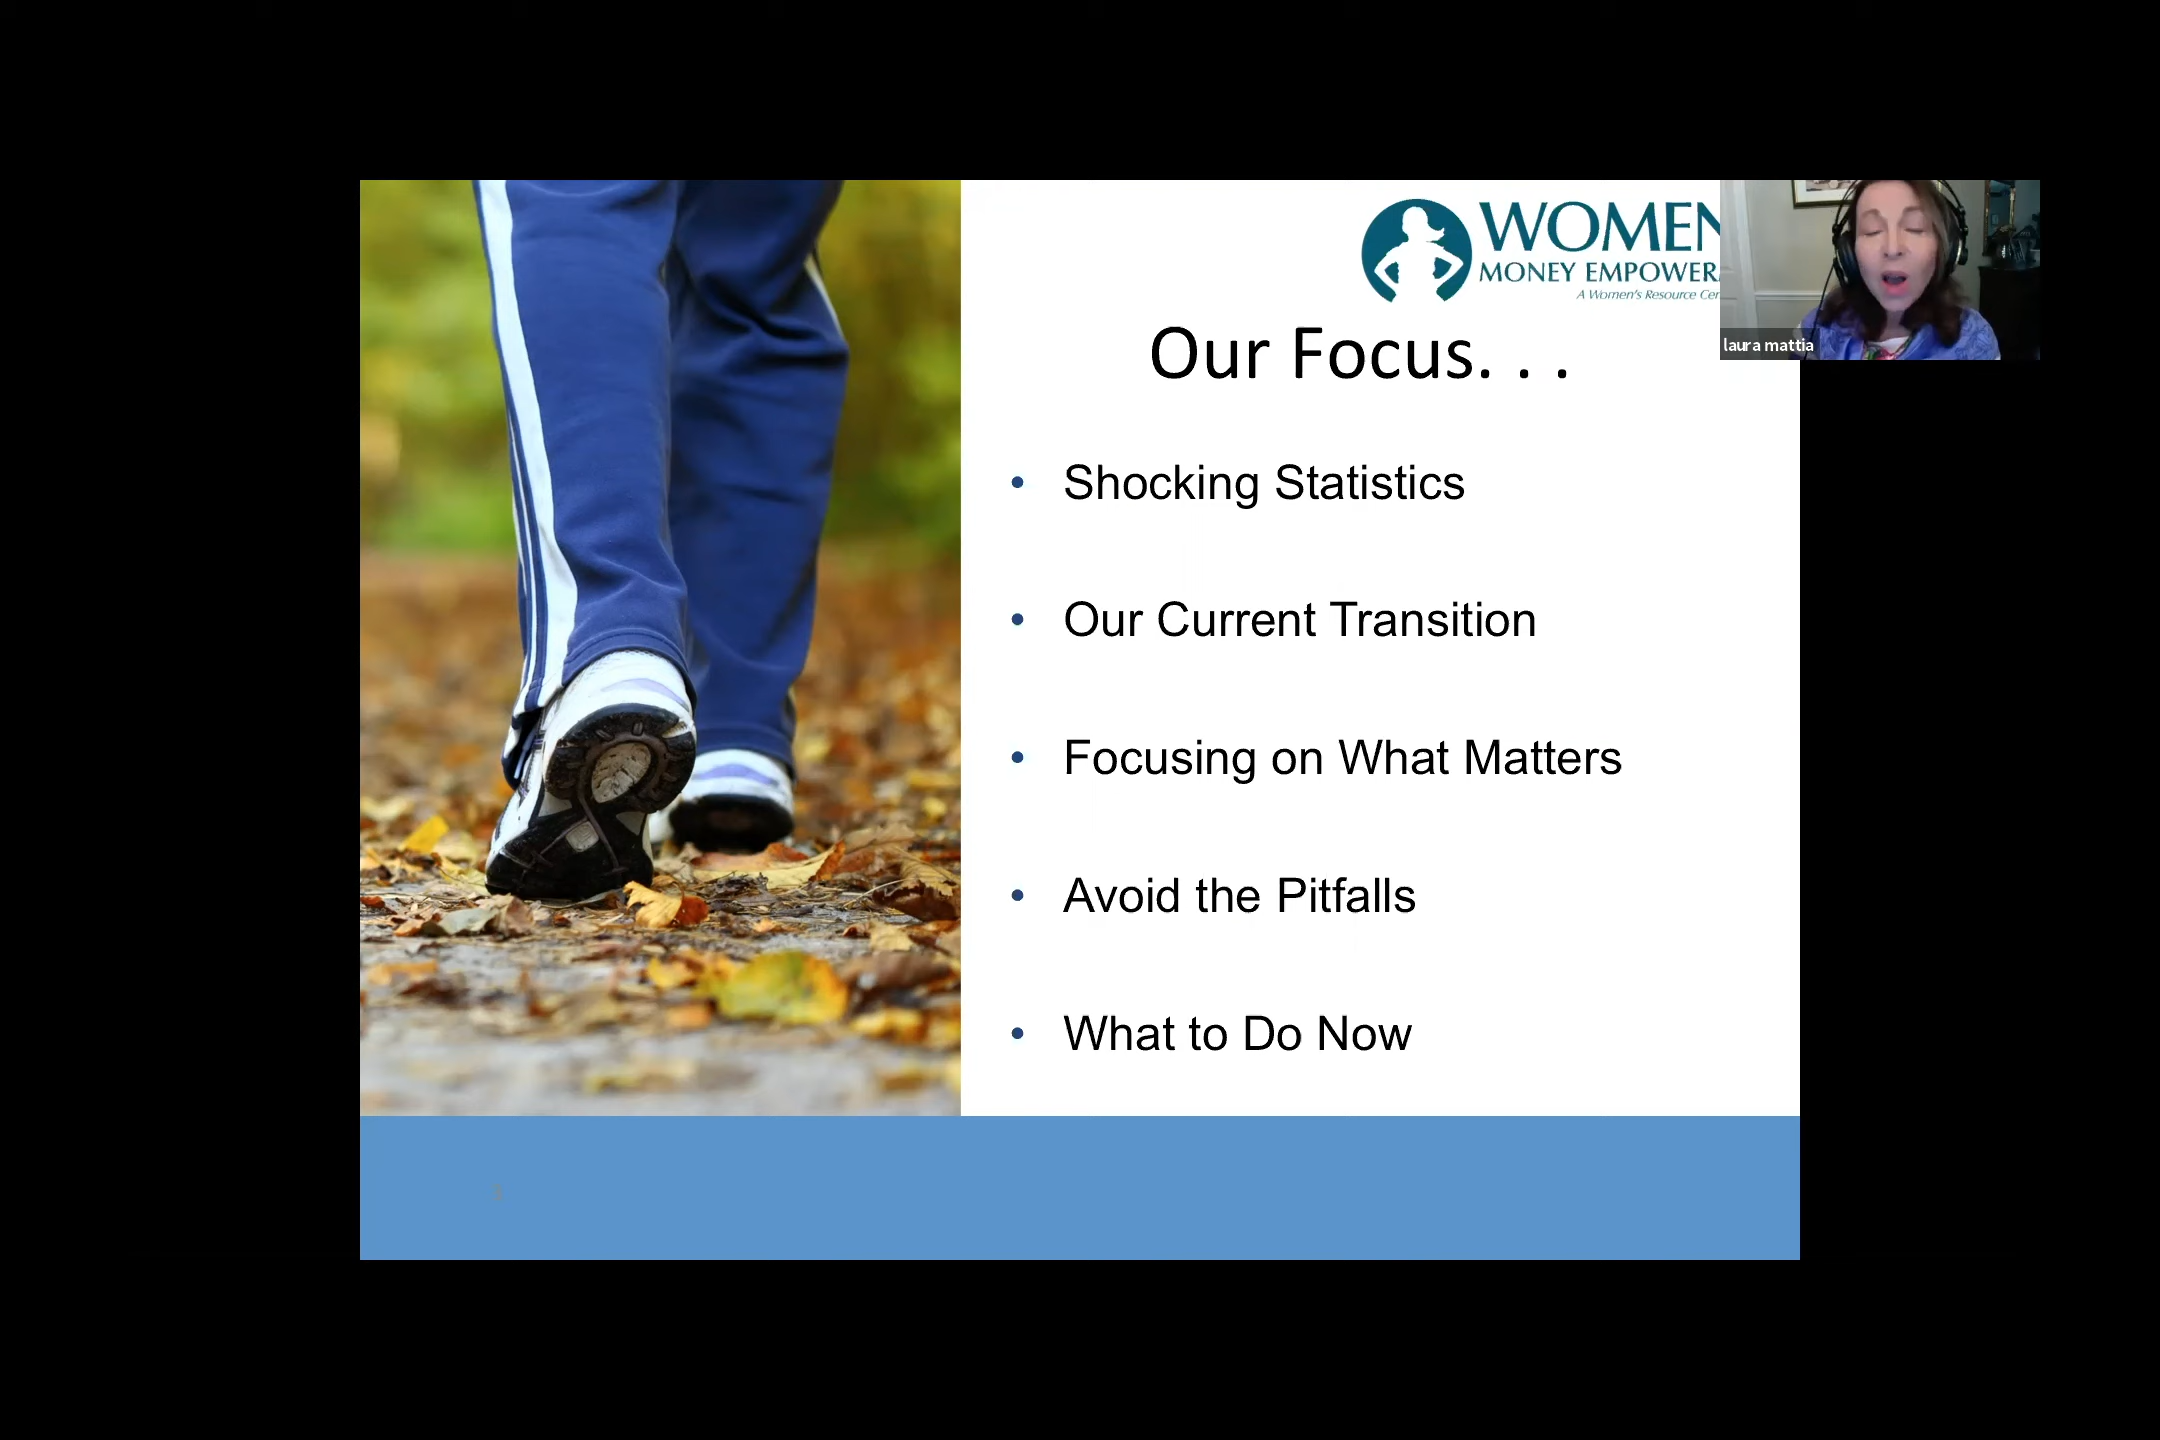 WOMEN
MONEY EMPOWER
A Women's Resource Cen
laura mattia
Our Focus. . .
• Shocking Statistics
• Our Current Transition
• Focusing on What Matters
• Avoid the Pitfalls
• What to Do Now